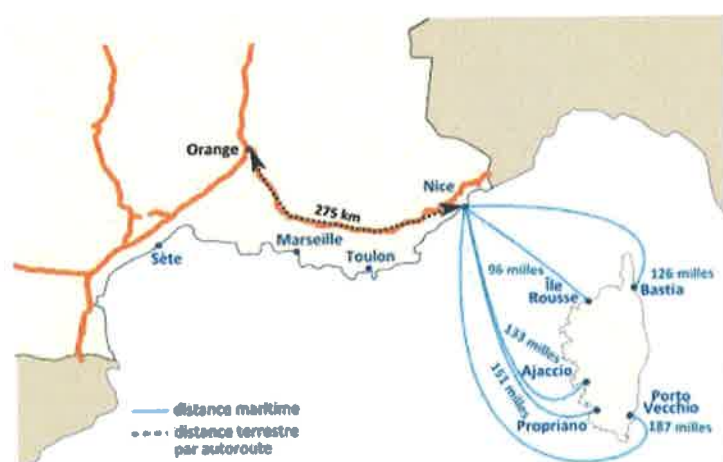 Orange
Nice
275 km
Marseille
Sète
Toulon
96 milles
126 milles
Île
Rousse
Bastia
133 milles
Ajaccio
151 milles
Porto
Vecchio
Propriano
187 milles
distance maritime
distance terrestre
par autoroute